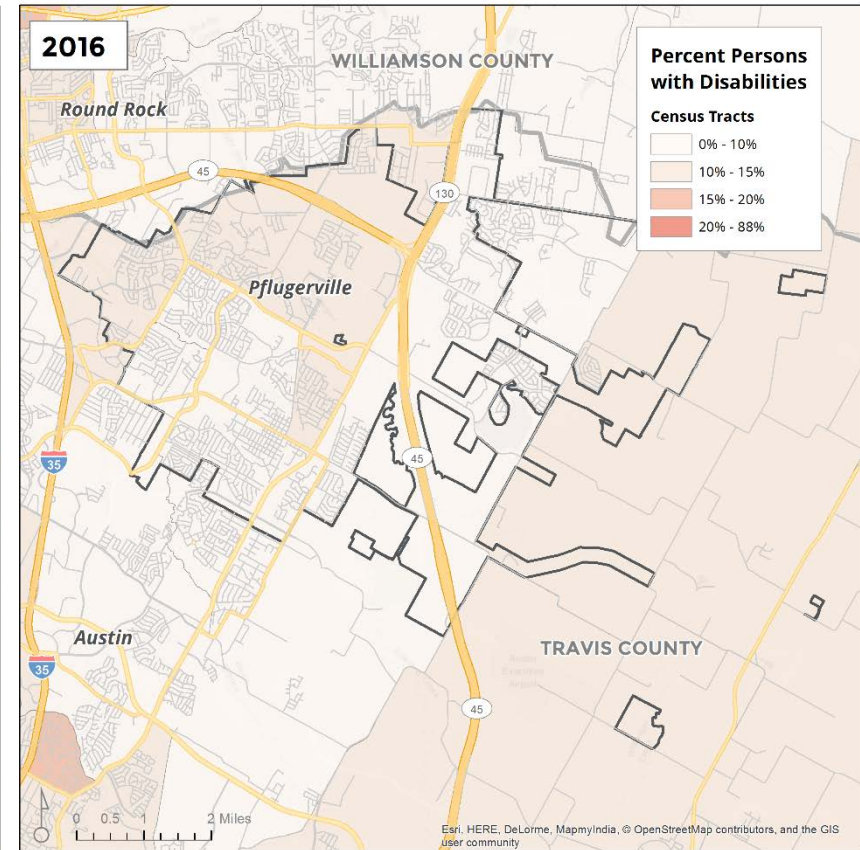 2016
WILLIAMSON COUNTY
Percent Persons
with Disabilities
Census Tracts
0% - 10%
10% - 15%
15% - 20%
20% - 88%
Round Rock
45
130
Pflugerville
45
35
Austin
TRAVIS COUNTY
35
45
0 0.5 1 2 Miles
Esri, HERE, DeLorme, MapmyIndia, © OpenStreetMap contributors, and the GIS
user community